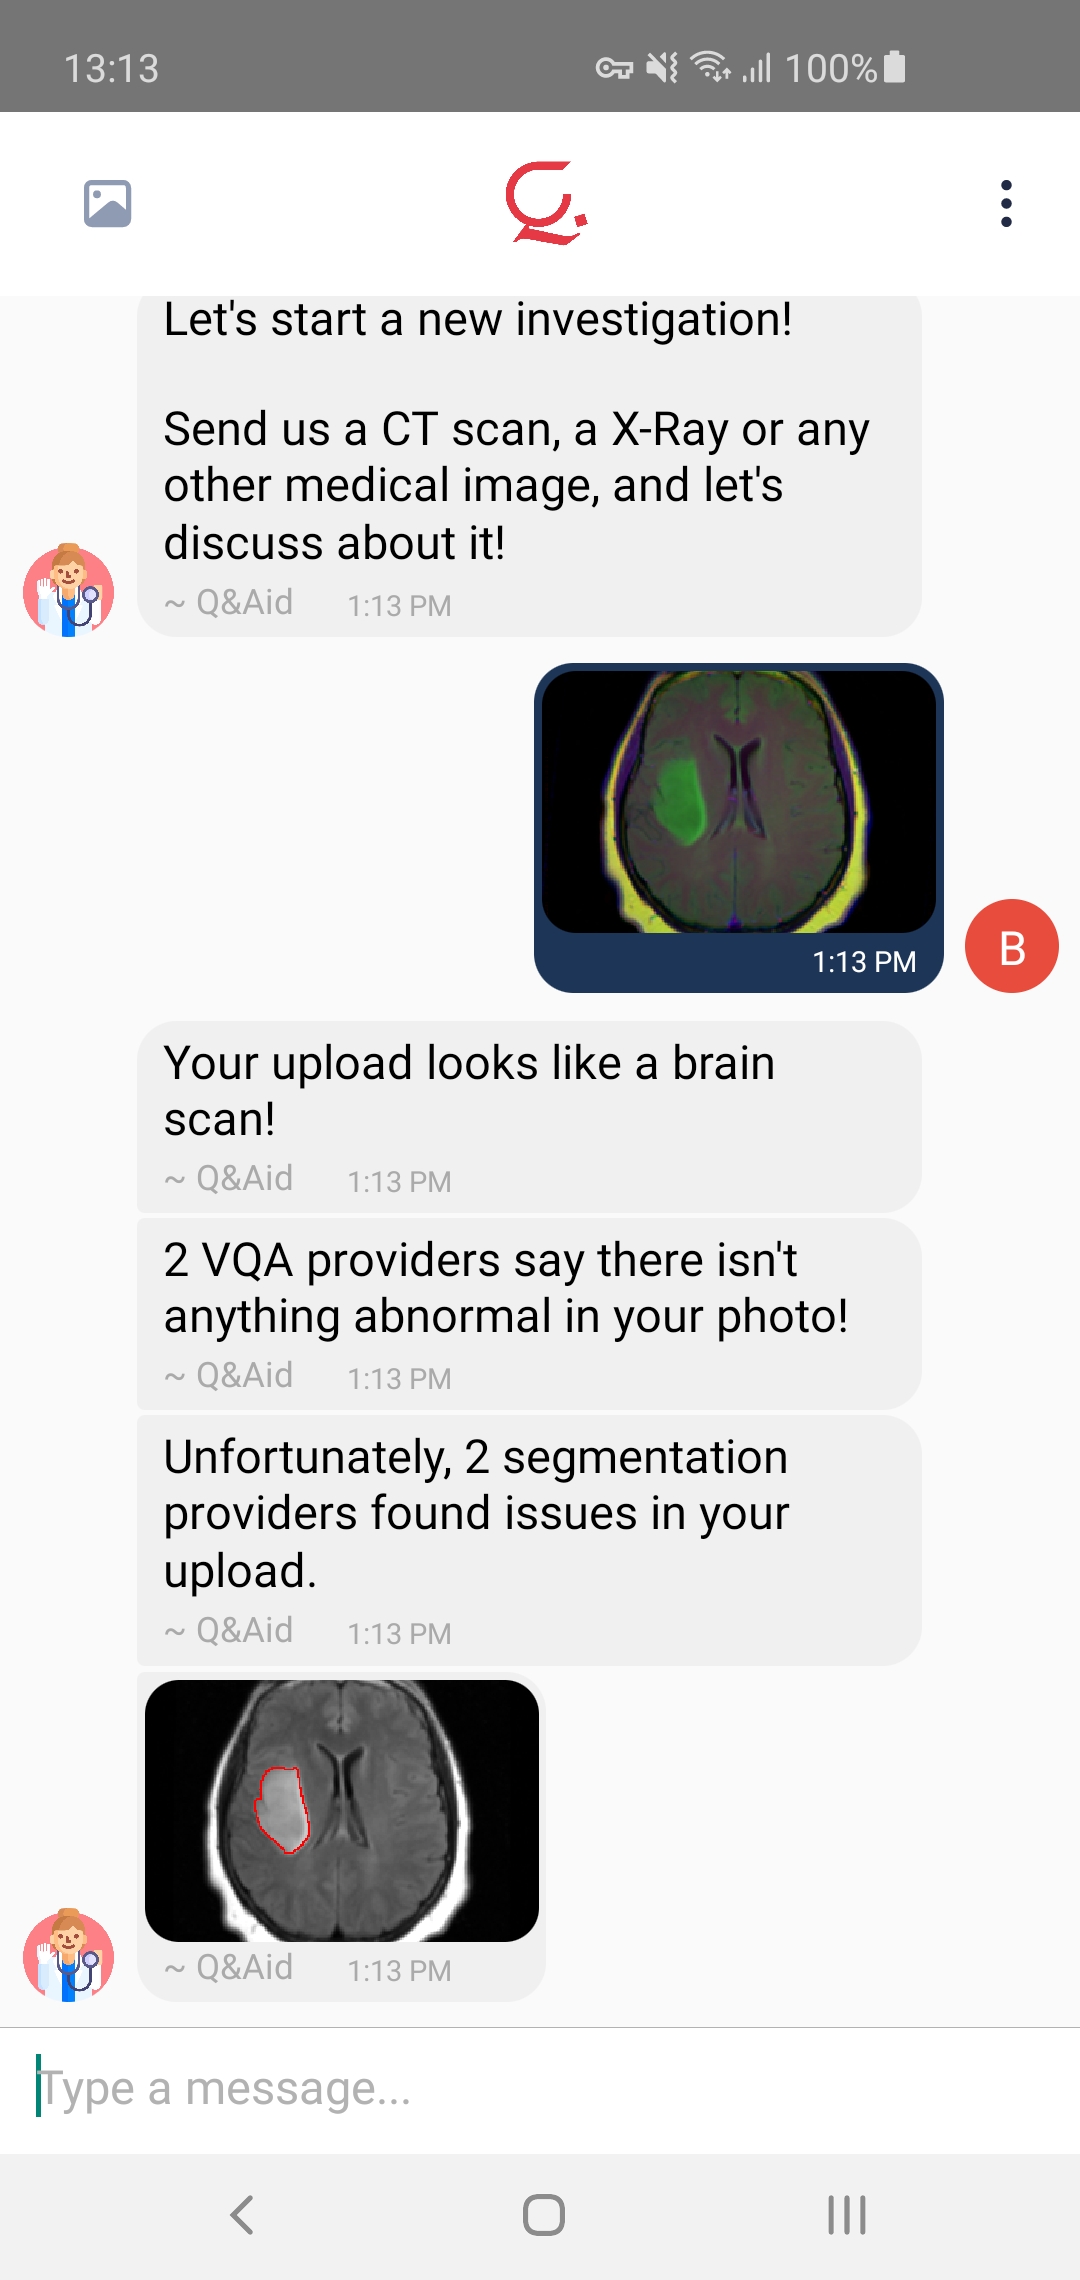 13:13
100%
Let's start a new investigation!
Send us a CT scan, a X-Ray or any
other medical image, and let's
discuss about it!
~ Q&Aid 1:13 PM
1:13 PM
B
Your upload looks like a brain
scan!
~ Q&Aid 1:13 PM
2 VQA providers say there isn't
anything abnormal in your photo!
~ Q&Aid 1:13 PM
Unfortunately, 2 segmentation
providers found issues in your
upload.
~ Q&Aid 1:13 PM
~ Q&Aid 1:13 PM
Type a message...